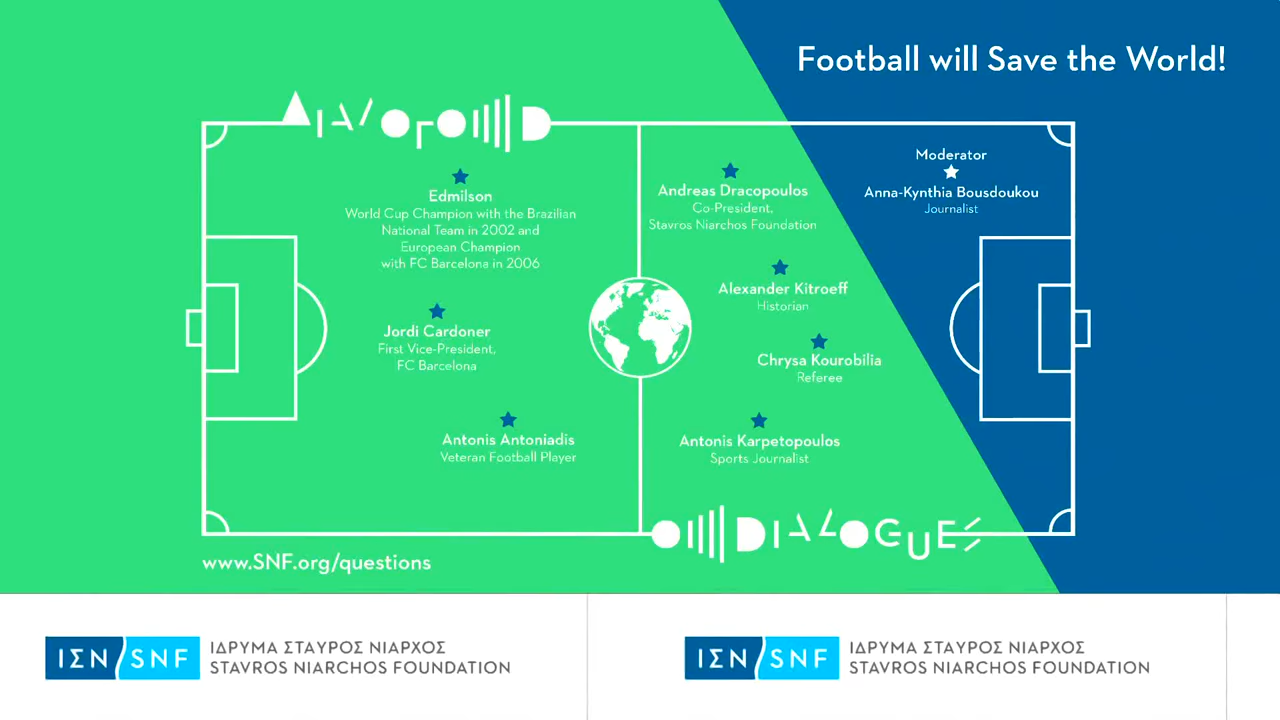 Football will Save the World!
Διάλογοι
Moderator
Anna-Kynthia Bousdoukou
Journalist
Edmilson
World Cup Champion with the Brazilian
National Team in 2002 and
European Champion
with FC Barcelona in 2006
Andreas Dracopoulos
Co-President,
Stavros Niarchos Foundation
Alexander Kitroeff
Historian
Jordi Cardoner
First Vice-President,
FC Barcelona
Chrysa Kourobilia
Referee
Antonis Antoniadis
Veteran Football Player
Antonis Karpetopoulos
Sports Journalist
DIALOGUES
www.SNF.org/questions
ΙΣΝ/SNF
ΙΔΡΥΜΑ ΣΤΑΥΡΟΣ ΝΙΑΡΧΟΣ
STAVROS NIARCHOS FOUNDATION
ΙΣΝ/SNF
ΙΔΡΥΜΑ ΣΤΑΥΡΟΣ ΝΙΑΡΧΟΣ
STAVROS NIARCHOS FOUNDATION